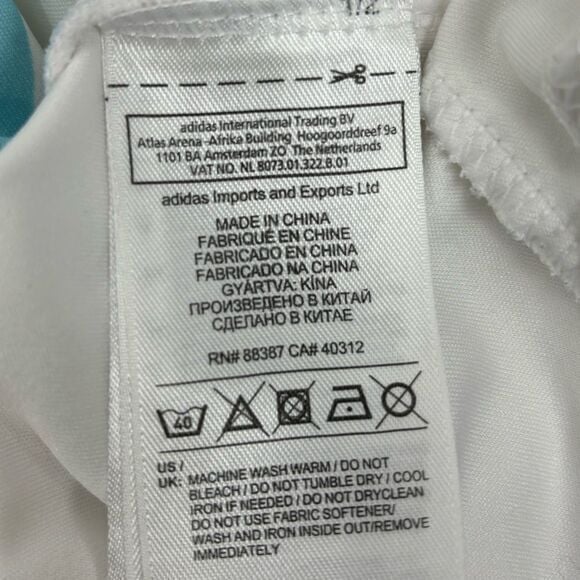 1/2
adidas International Trading BV
Atlas Arena -Afrika Building Hoogoorddreef 9a
1101 BA Amsterdam ZO The Netherlands
VAT NO. NL 8073.01.322.B.01
adidas Imports and Exports Ltd
MADE IN CHINA
FABRIQUÉ EN CHINE
FABRICADO EN CHINA
FABRICADO NA CHINA
GYÁRTVA: KÍNA
ПРОИЗВЕДЕНО В КИТАЙ
СДЕЛАНО В КИТАЕ
RN# 88387 CA# 40312
40
US /
UK: MACHINE WASH WARM / DO NOT
BLEACH / DO NOT TUMBLE DRY / COOL
IRON IF NEEDED / DO NOT DRYCLEAN
DO NOT USE FABRIC SOFTENER/
WASH AND IRON INSIDE OUT/REMOVE
IMMEDIATELY